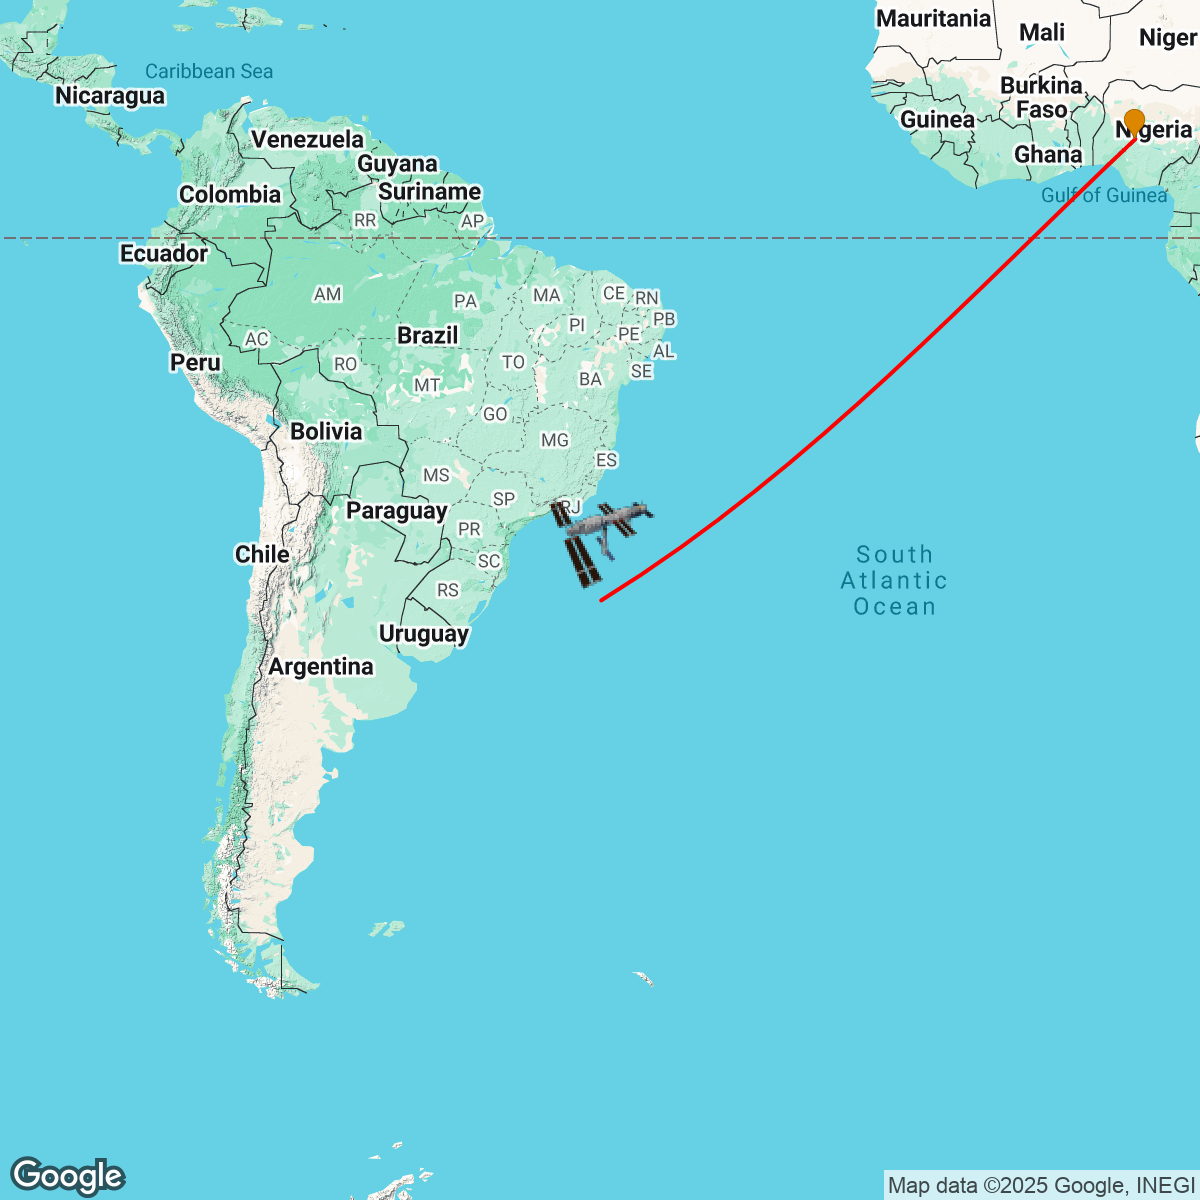 Mauritania
Mali
Niger
Caribbean Sea
Nicaragua
Burkina
Faso
Guinea
Nigeria
Venezuela
Ghana
Guyana
Suriname
Colombia
Gulf of Guinea
RR
AP
Ecuador
AM
PA
MA
CE
RN
PB
PI
PE
Brazil
AC
AL
Peru
RO
TO
SE
MT
BA
GO
Bolivia
MG
ES
MS
SP
RJ
Paraguay
PR
Chile
SC
South
Atlantic
Ocean
RS
Uruguay
Argentina
Google
Map data ©2025 Google, INEGI